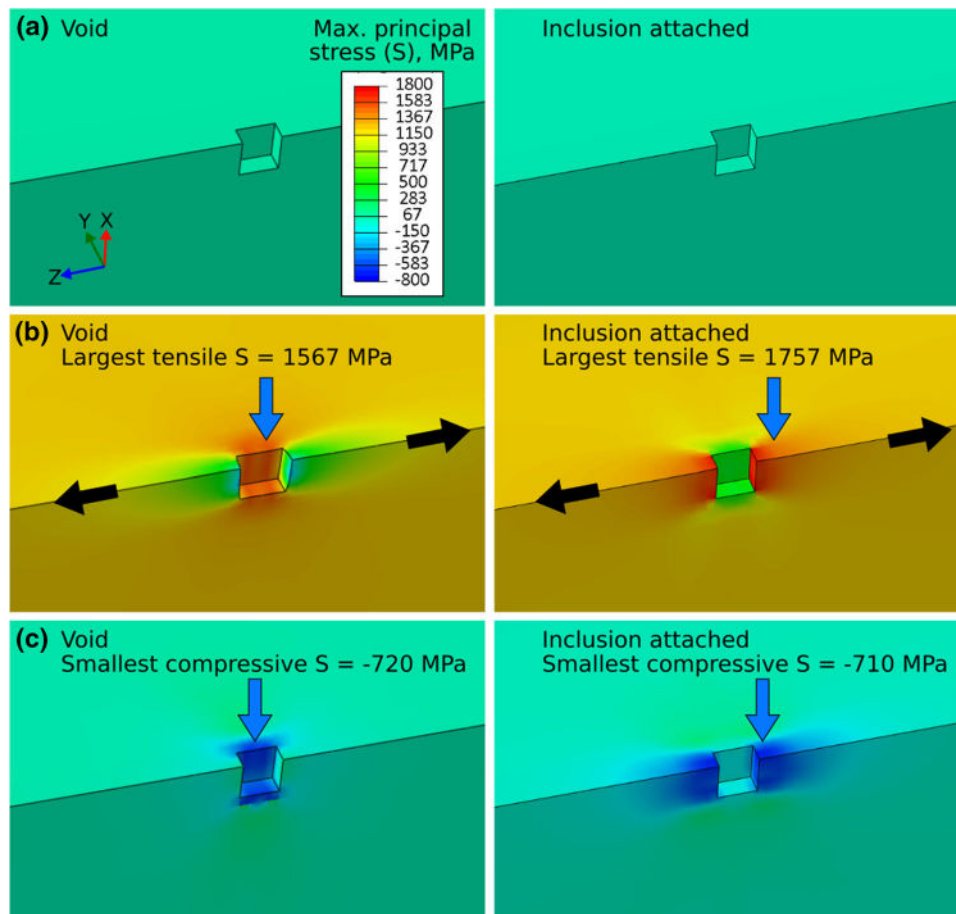 (a) Void
Max. principal
stress (S), MPa
1800
1583
1367
1150
933
717
500
283
67
-150
-367
-583
-800
Y X
Z
Inclusion attached
(b) Void
Largest tensile S = 1567 MPa
Inclusion attached
Largest tensile S = 1757 MPa
(c) Void
Smallest compressive S = -720 MPa
Inclusion attached
Smallest compressive S = -710 MPa